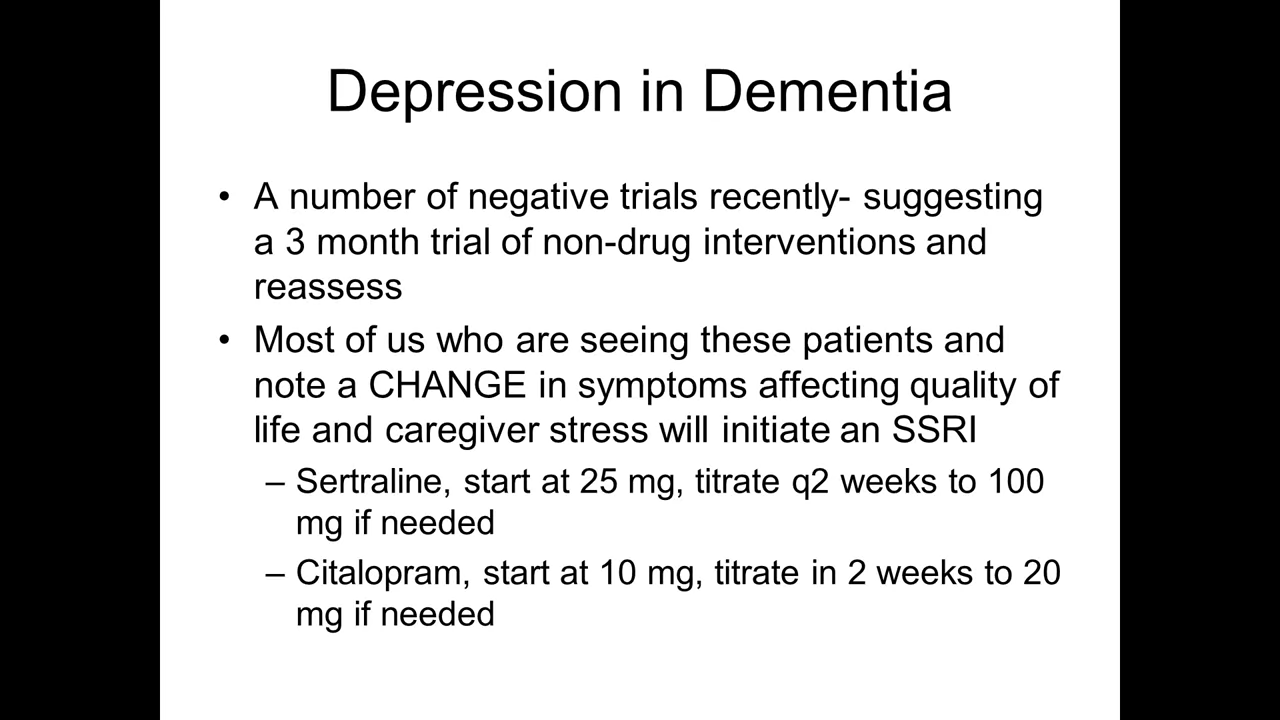 Depression in Dementia
• A number of negative trials recently- suggesting
a 3 month trial of non-drug interventions and
reassess
• Most of us who are seeing these patients and
note a CHANGE in symptoms affecting quality of
life and caregiver stress will initiate an SSRI
– Sertraline, start at 25 mg, titrate q2 weeks to 100
mg if needed
– Citalopram, start at 10 mg, titrate in 2 weeks to 20
mg if needed